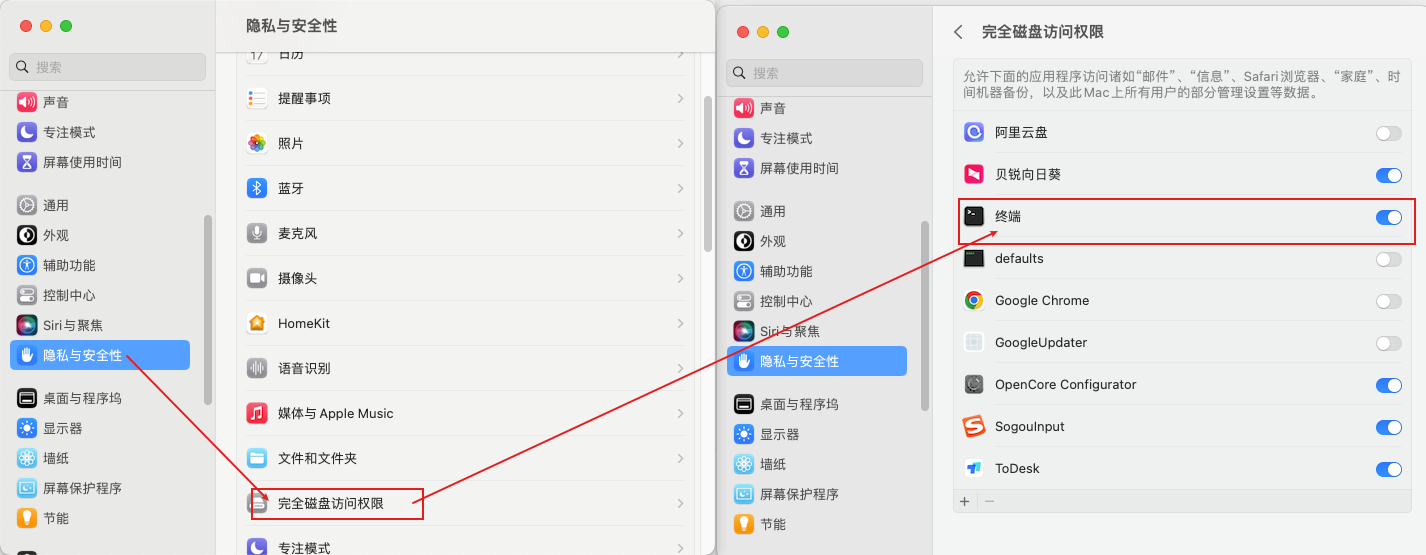 隐私与安全性
搜索
声音
专注模式
屏幕使用时间
通用
外观
辅助功能
控制中心
Siri与聚焦
隐私与安全性
桌面与程序坞
显示器
墙纸
屏幕保护程序
节能
17
日历
提醒事项
照片
蓝牙
麦克风
摄像头
HomeKit
语音识别
媒体与Apple Music
文件和文件夹
完全磁盘访问权限
专注模式
搜索
声音
专注模式
屏幕使用时间
通用
外观
辅助功能
控制中心
Siri与聚焦
隐私与安全性
桌面与程序坞
显示器
墙纸
屏幕保护程序
节能
完全磁盘访问权限
允许下面的应用程序访问诸如“邮件”、“信息”、Safari浏览器、“家庭”、时
间机器备份，以及此Mac上所有用户的部分管理设置等数据。
阿里云盘
贝锐向日葵
终端
defaults
Google Chrome
GoogleUpdater
OpenCore Configurator
SogouInput
ToDesk